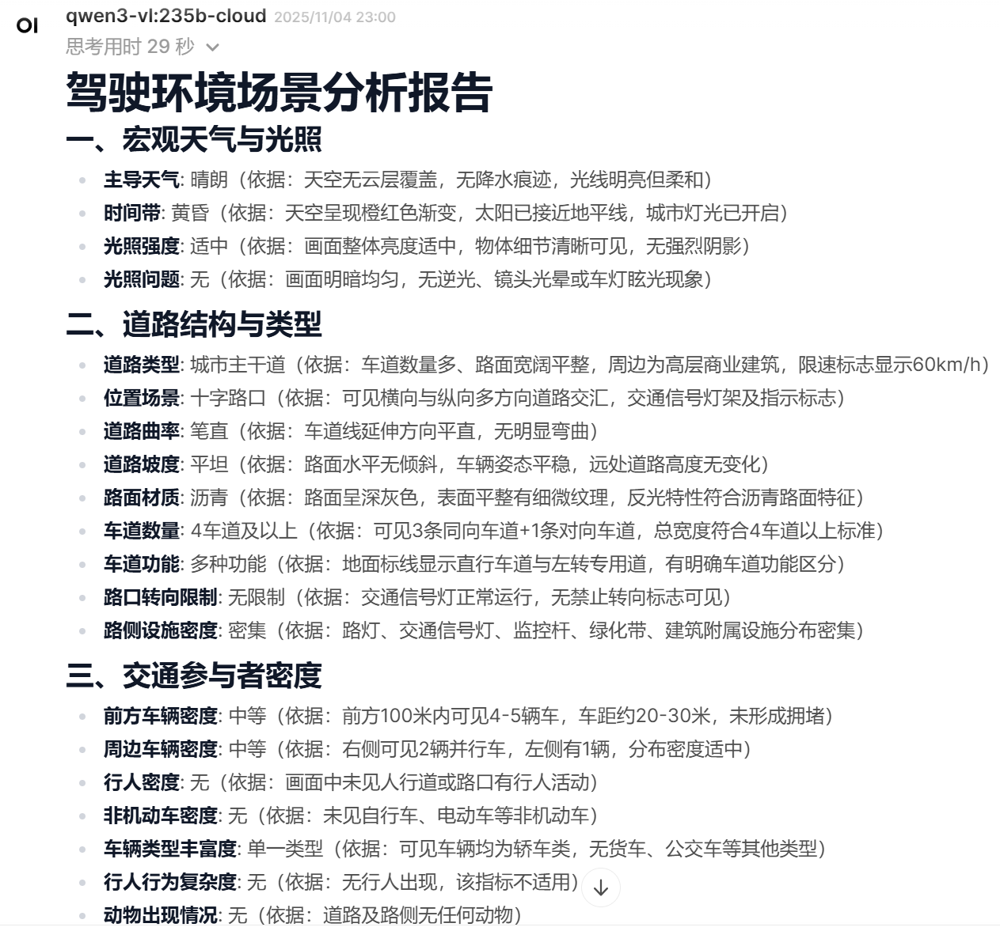 OI
qwen3-vl:235b-cloud 2025/11/04 23:00
思考用时 29 秒
驾驶环境场景分析报告
一、宏观天气与光照
主导天气: 晴朗（依据：天空无云层覆盖，无降水痕迹，光线明亮但柔和）
时间带: 黄昏（依据：天空呈现橙红色渐变，太阳已接近地平线，城市灯光已开启）
光照强度: 适中（依据：画面整体亮度适中，物体细节清晰可见，无强烈阴影）
光照问题: 无（依据：画面明暗均匀，无逆光、镜头光晕或车灯眩光现象）
二、道路结构与类型
道路类型: 城市主干道（依据：车道数量多、路面宽阔平整，周边为高层商业建筑，限速标志显示60km/h）
位置场景: 十字路口（依据：可见横向与纵向多方向道路交汇，交通信号灯架及指示标志）
道路曲率: 笔直（依据：车道线延伸方向平直，无明显弯曲）
道路坡度: 平坦（依据：路面水平无倾斜，车辆姿态平稳，远处道路高度无变化）
路面材质: 沥青（依据：路面呈深灰色，表面平整有细微纹理，反光特性符合沥青路面特征）
车道数量: 4车道及以上（依据：可见3条同向车道+1条对向车道，总宽度符合4车道以上标准）
车道功能: 多种功能（依据：地面标线显示直行车道与左转专用道，有明确车道功能区分）
路口转向限制: 无限制（依据：交通信号灯正常运行，无禁止转向标志可见）
路侧设施密度: 密集（依据：路灯、交通信号灯、监控杆、绿化带、建筑附属设施分布密集）
三、交通参与者密度
前方车辆密度: 中等（依据：前方100米内可见4-5辆车，车距约20-30米，未形成拥堵）
周边车辆密度: 中等（依据：右侧可见2辆并行车，左侧有1辆，分布密度适中）
行人密度: 无（依据：画面中未见人行道或路口有行人活动）
非机动车密度: 无（依据：未见自行车、电动车等非机动车）
车辆类型丰富度: 单一类型（依据：可见车辆均为轿车类，无货车、公交车等其他类型）
行人行为复杂度: 无（依据：无行人出现，该指标不适用）
动物出现情况: 无（依据：道路及路侧无任何动物）